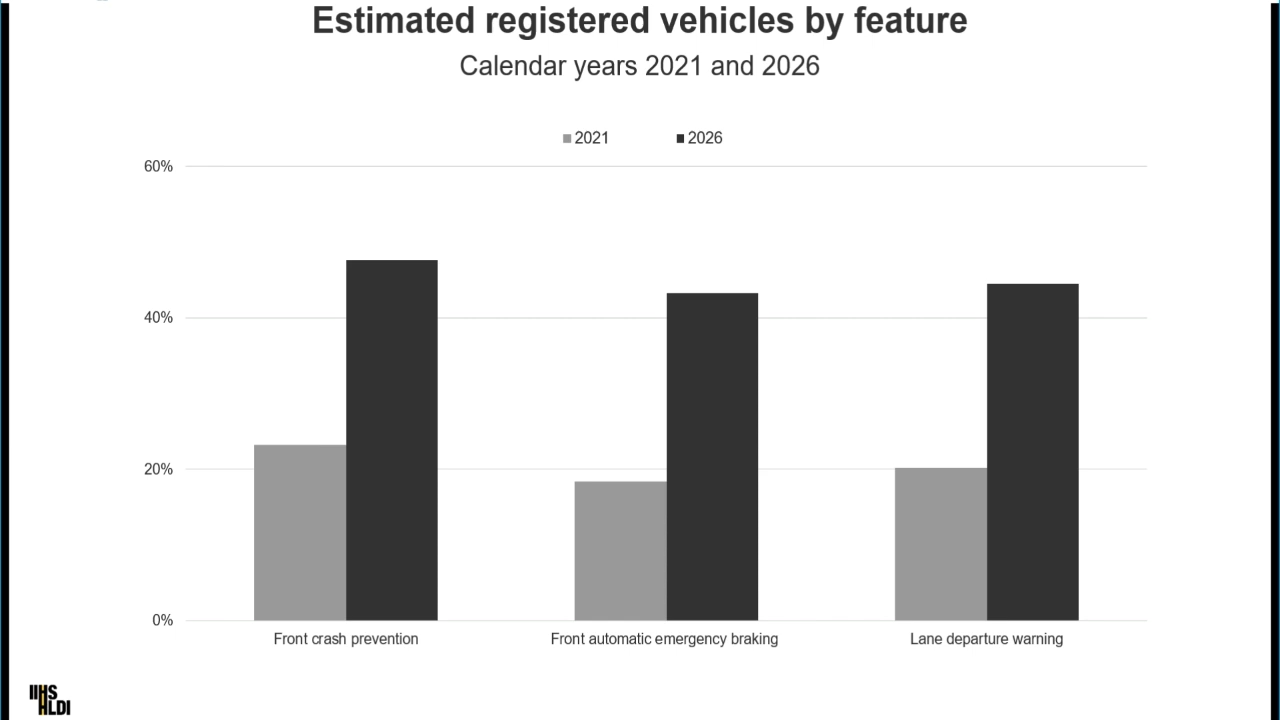 Estimated registered vehicles by feature
Calendar years 2021 and 2026
2021 2026
60%
40%
20%
0%
Front crash prevention Front automatic emergency braking Lane departure warning
IIHS
HLDI